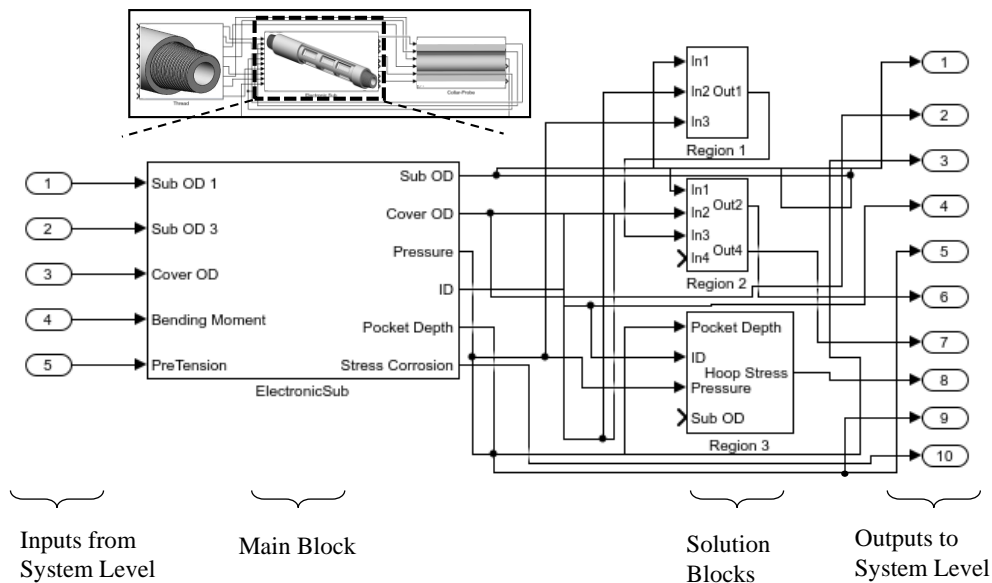 Thread
Collar Probe
1
2
3
4
5
Sub OD 1
Sub OD 3
Cover OD
Bending Moment
PreTension
Sub OD
Cover OD
Pressure
ID
Pocket Depth
Stress Corrosion
ElectronicSub
In1
In2 Out1
In3
Region 1
In1
Out2
In2
In3
Out4
In4
Region 2
Pocket Depth
ID
Hoop Stress
Pressure
Sub OD
Region 3
1
2
3
4
5
6
7
8
9
10
Inputs from
System Level
Main Block
Solution
Blocks
Outputs to
System Level